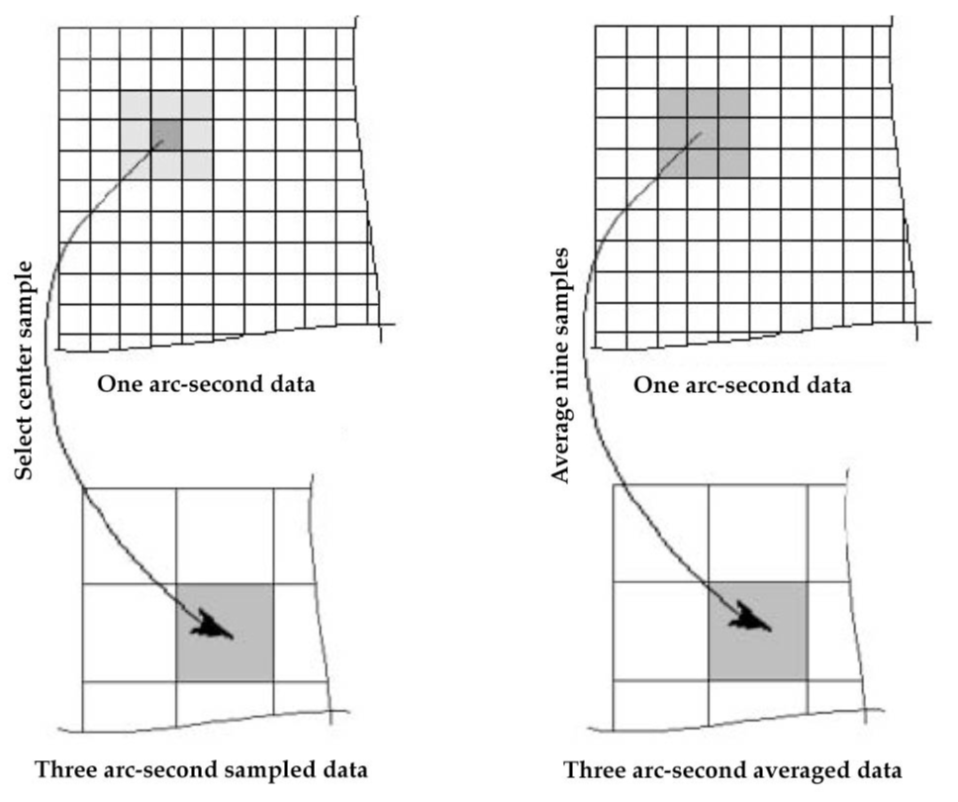 Select center sample
One arc-second data
Three arc-second sampled data
Average nine samples
One arc-second data
Three arc-second averaged data